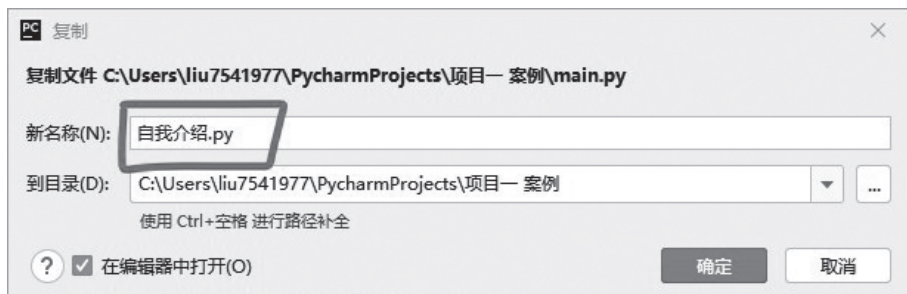 PC 复制
复制文件 C:\Users\liu7541977\PycharmProjects\项目一 案例\main.py
新名称(N): 自我介绍.py
到目录(D): C:\Users\liu7541977\PycharmProjects\项目一 案例 ...
使用 Ctrl+空格 进行路径补全
? 在编辑器中打开(O) 确定 取消